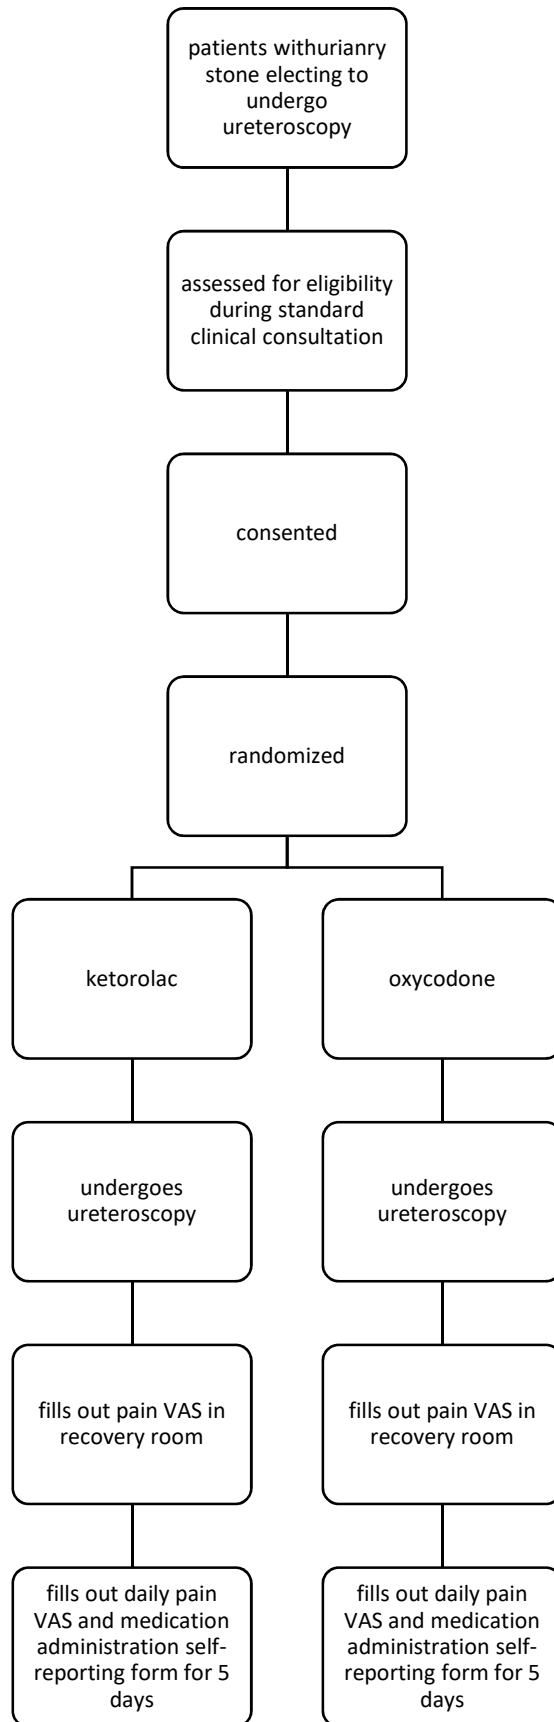 patients withurianry
stone electing to
undergo
ureteroscopy
assessed for eligibility
during standard
clinical consultation
consented
randomized
ketorolac
oxycodone
undergoes
ureteroscopy
undergoes
ureteroscopy
fills out pain VAS in
recovery room
fills out pain VAS in
recovery room
fills out daily pain
VAS and medication
administration self-
reporting form for 5
days
fills out daily pain
VAS and medication
administration self-
reporting form for 5
days